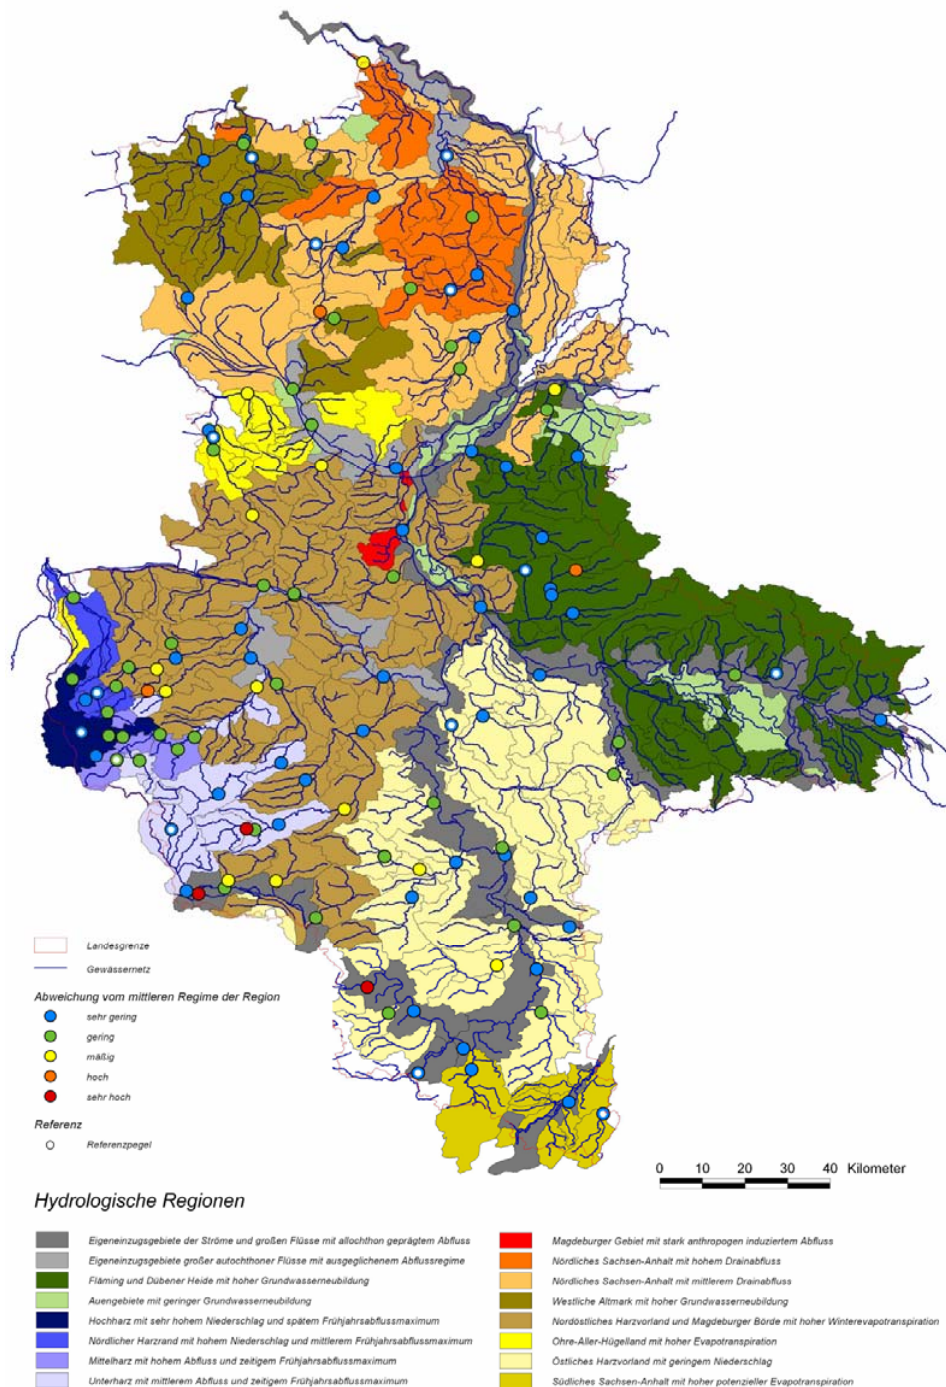 Landesgrenze
Gewässernetz
Abweichung vom mittleren Regime der Region
sehr gering
gering
mäßig
hoch
sehr hoch
Referenz
Referenzpegel
0 10 20 30 40 Kilometer
Hydrologische Regionen
Eigeneinzugsgebiete der Ströme und großen Flüsse mit allochthon geprägtem Abfluss
Eigeneinzugsgebiete großer autochthoner Flüsse mit ausgeglichenem Abflussregime
Fläming und Dübener Heide mit hoher Grundwasserneubildung
Auengebiete mit geringer Grundwasserneubildung
Hochharz mit sehr hohem Niederschlag und spätem Frühjahrsabflussmaximum
Nördlicher Harzrand mit hohem Niederschlag und mittlerem Frühjahrsabflussmaximum
Mittelharz mit hohem Abfluss und zeitigem Frühjahrsabflussmaximum
Unterharz mit mittlerem Abfluss und zeitigem Frühjahrsabflussmaximum
Magdeburger Gebiet mit stark anthropogen induziertem Abfluss
Nördliches Sachsen-Anhalt mit hohem Drainabfluss
Nördliches Sachsen-Anhalt mit mittlerem Drainabfluss
Westliche Altmark mit hoher Grundwasserneubildung
Nordöstliches Harzvorland und Magdeburger Börde mit hoher Winterevapotranspiration
Ohre-Aller-Hügelland mit hoher Evapotranspiration
Östliches Harzvorland mit geringem Niederschlag
Südliches Sachsen-Anhalt mit hoher potenzieller Evapotranspiration